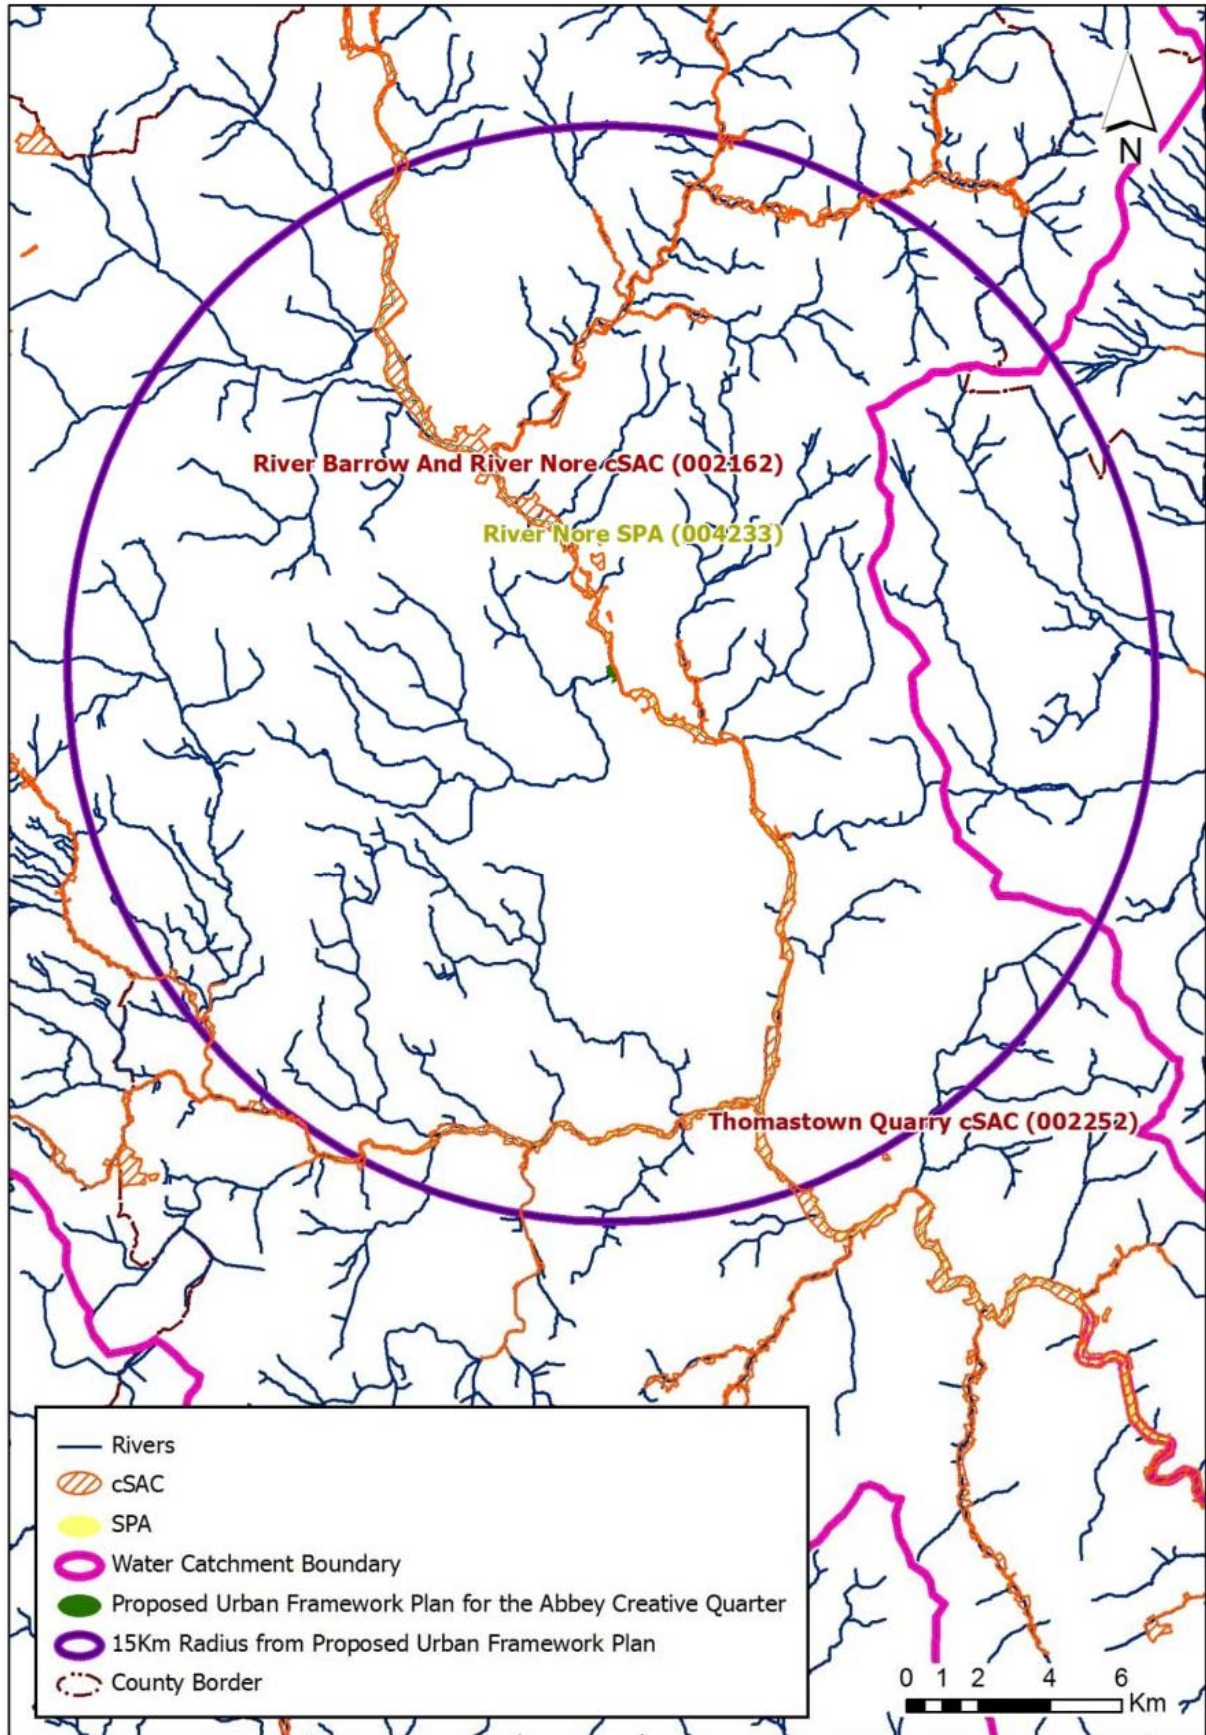 N
River Barrow And River Nore cSAC (002162)
River Nore SPA (004233)
Thomastown Quarry cSAC (002252)
Rivers
cSAC
SPA
Water Catchment Boundary
Proposed Urban Framework Plan for the Abbey Creative Quarter
15Km Radius from Proposed Urban Framework Plan
County Border
0 1 2 4 6
Km